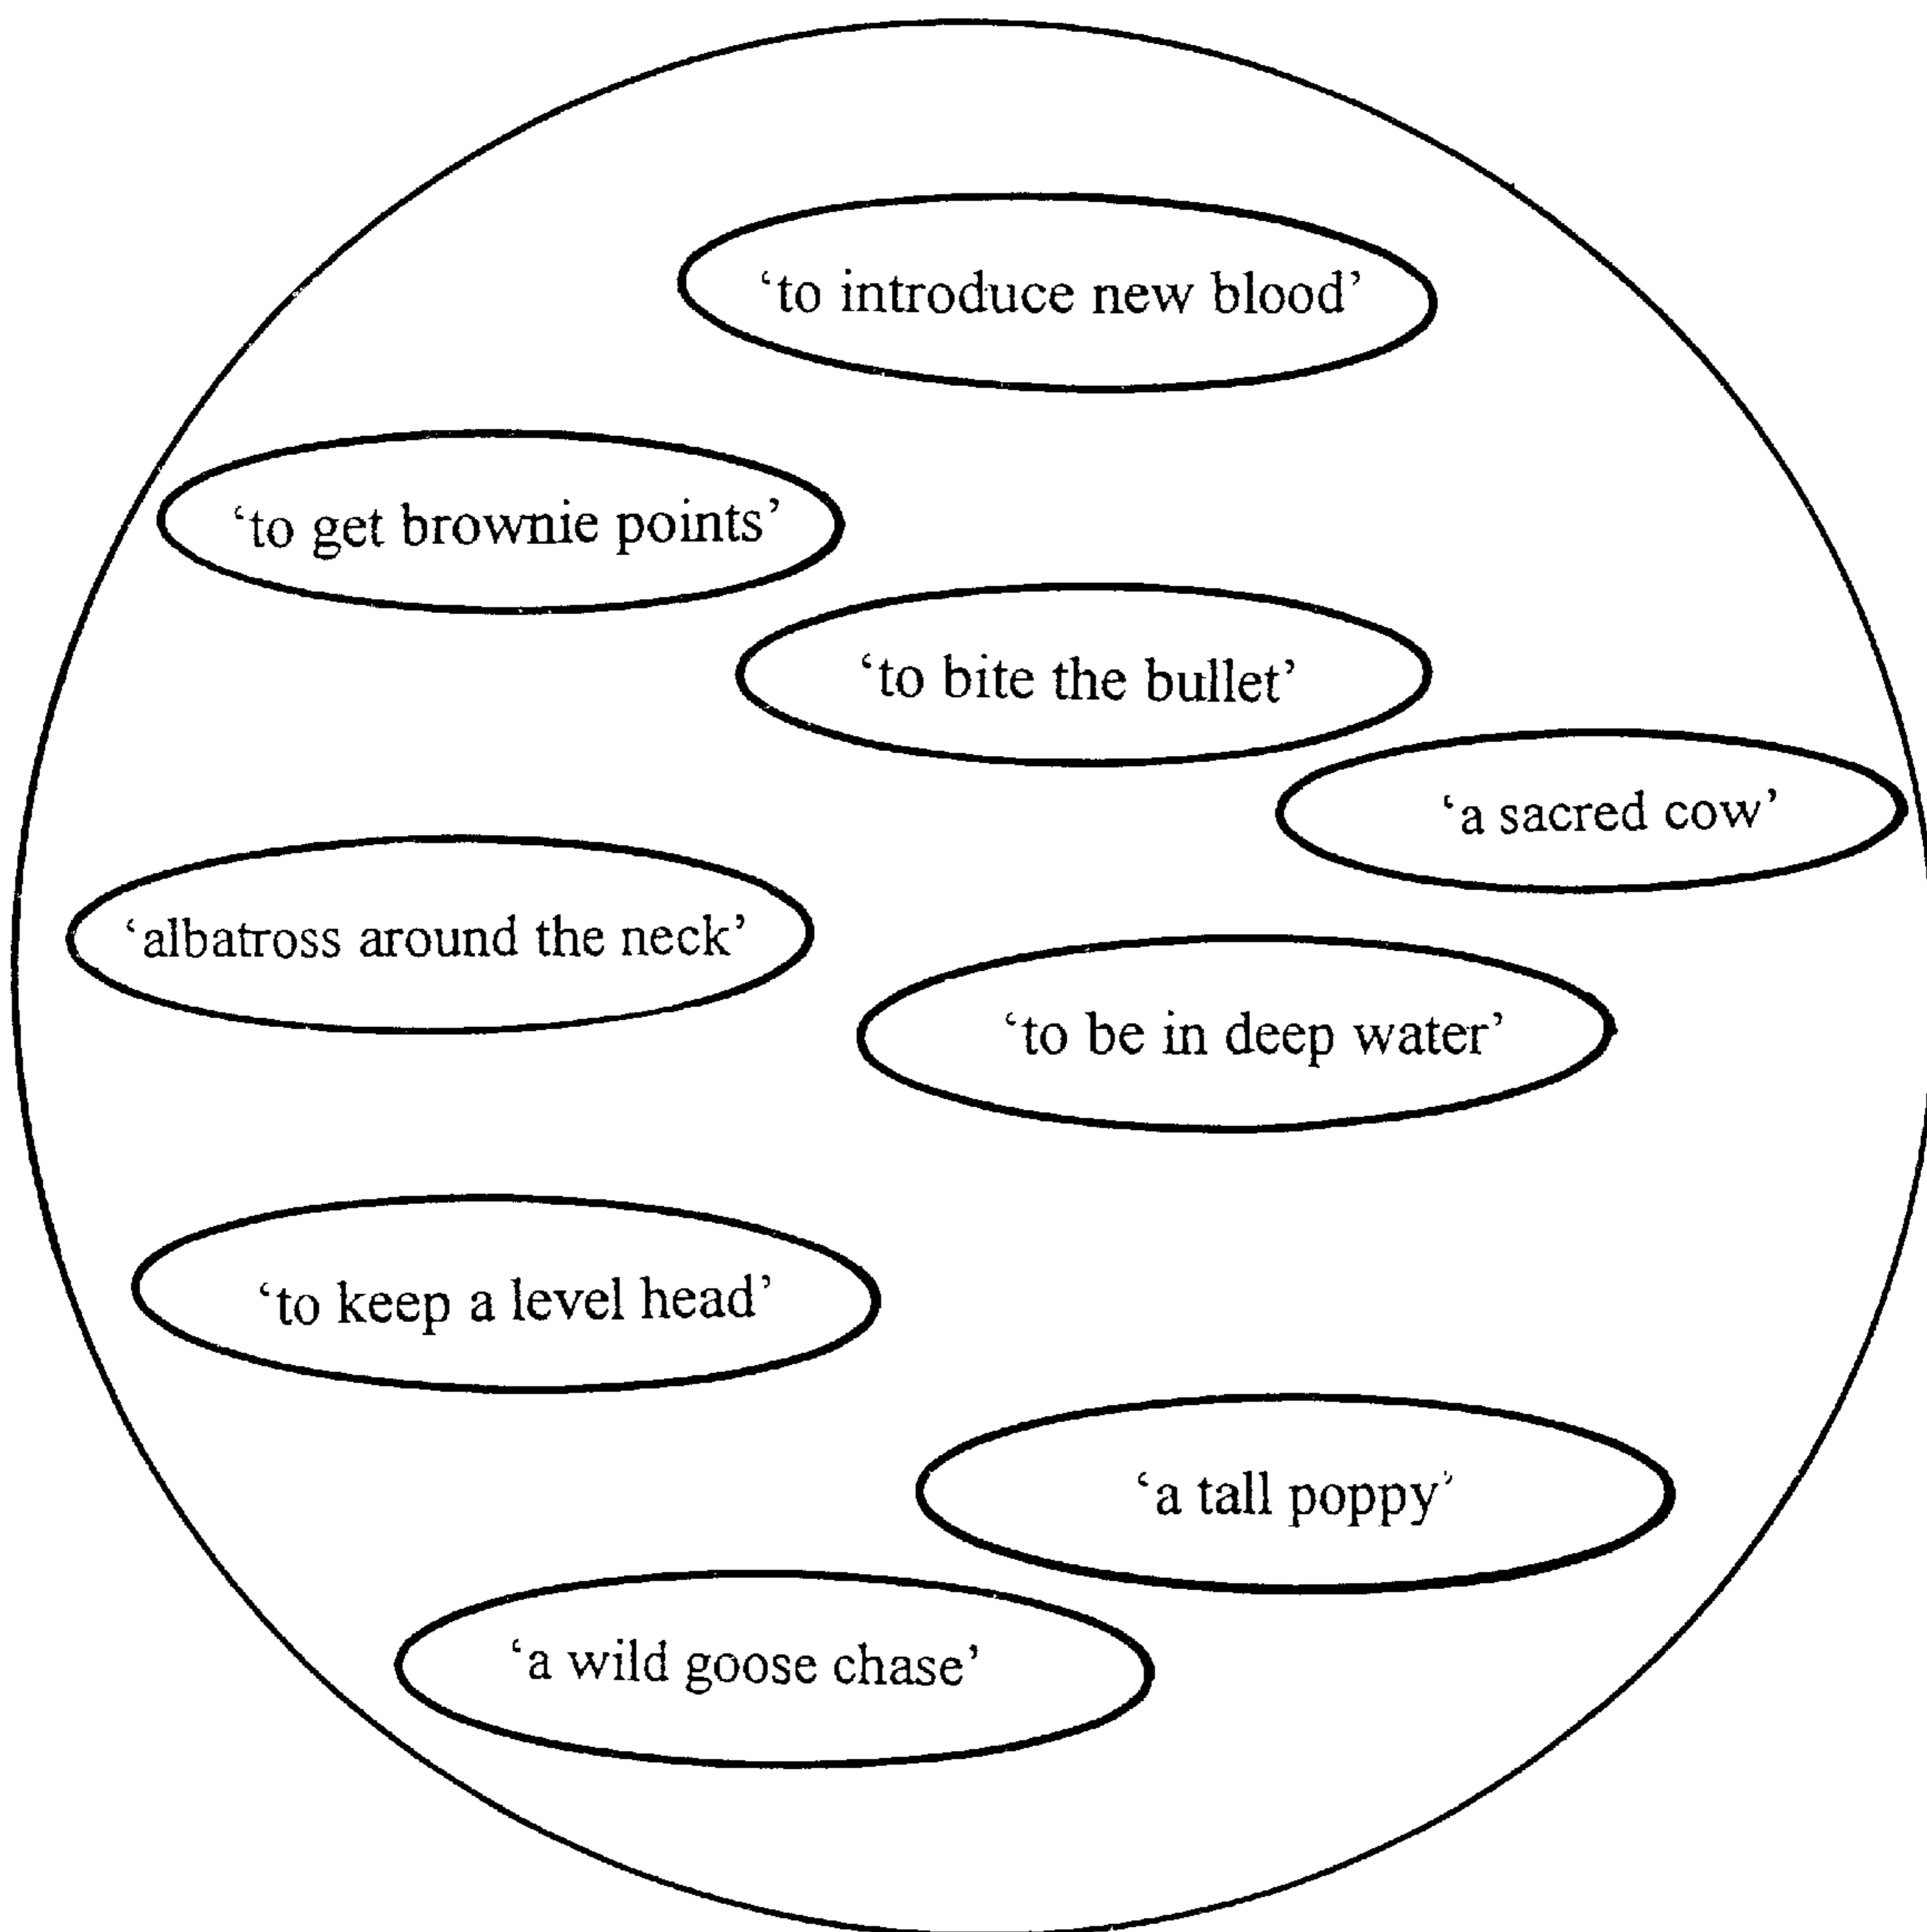 ‘to introduce new blood’
‘to get brownie points’
‘to bite the bullet’
‘a sacred cow’
‘albatross around the neck’
‘to be in deep water’
‘to keep a level head’
‘a tall poppy’
‘a wild goose chase’